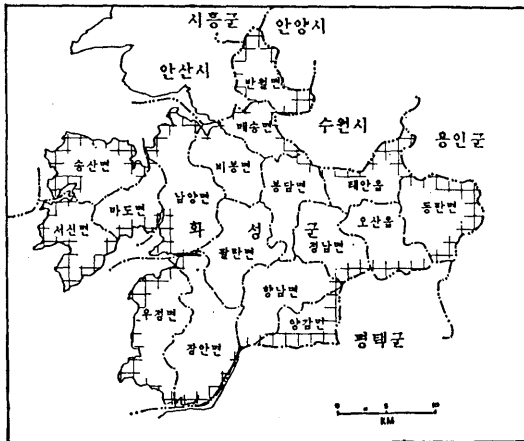 시흥군 안양시
안산시
반월면
매송면
수원시
용인군
송산면
비봉면
남양면
봉담면
태안읍
동탄면
서신면
마도면
화성군
오산읍
팔탄면
정남면
향남면
우정면
양감면
장안면
평택군
KM